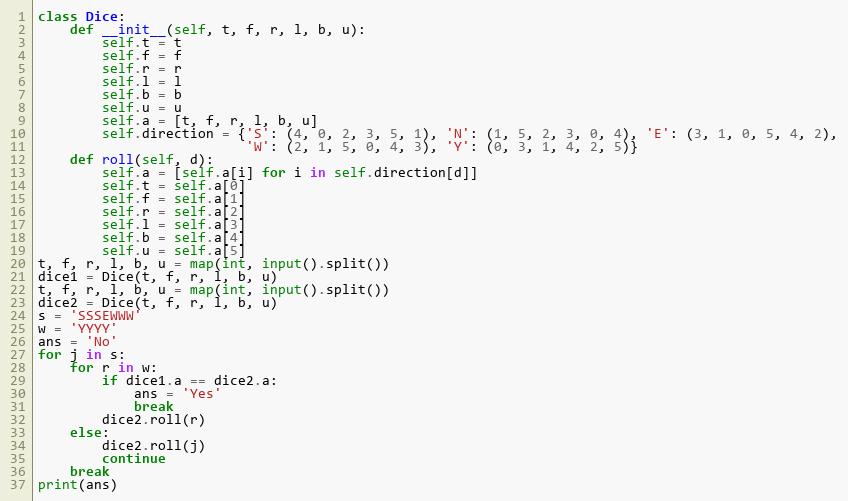 1 class Dice:
2     def __init__(self, t, f, r, l, b, u):
3         self.t = t
4         self.f = f
5         self.r = r
6         self.l = l
7         self.b = b
8         self.u = u
9         self.a = [t, f, r, l, b, u]
10         self.direction = {'S': (4, 0, 2, 3, 5, 1), 'N': (1, 5, 2, 3, 0, 4), 'E': (3, 1, 0, 5, 4, 2),
11                           'W': (2, 1, 5, 0, 4, 3), 'Y': (0, 3, 1, 4, 2, 5)}
12     def roll(self, d):
13         self.a = [self.a[i] for i in self.direction[d]]
14         self.t = self.a[0]
15         self.f = self.a[1]
16         self.r = self.a[2]
17         self.l = self.a[3]
18         self.b = self.a[4]
19         self.u = self.a[5]
20 t, f, r, l, b, u = map(int, input().split())
21 dice1 = Dice(t, f, r, l, b, u)
22 t, f, r, l, b, u = map(int, input().split())
23 dice2 = Dice(t, f, r, l, b, u)
24 s = 'SSSEWWW'
25 w = 'YYYY'
26 ans = 'No'
27 for j in s:
28     for r in w:
29         if dice1.a == dice2.a:
30             ans = 'Yes'
31             break
32         dice2.roll(r)
33     else:
34         dice2.roll(j)
35         continue
36     break
37 print(ans)